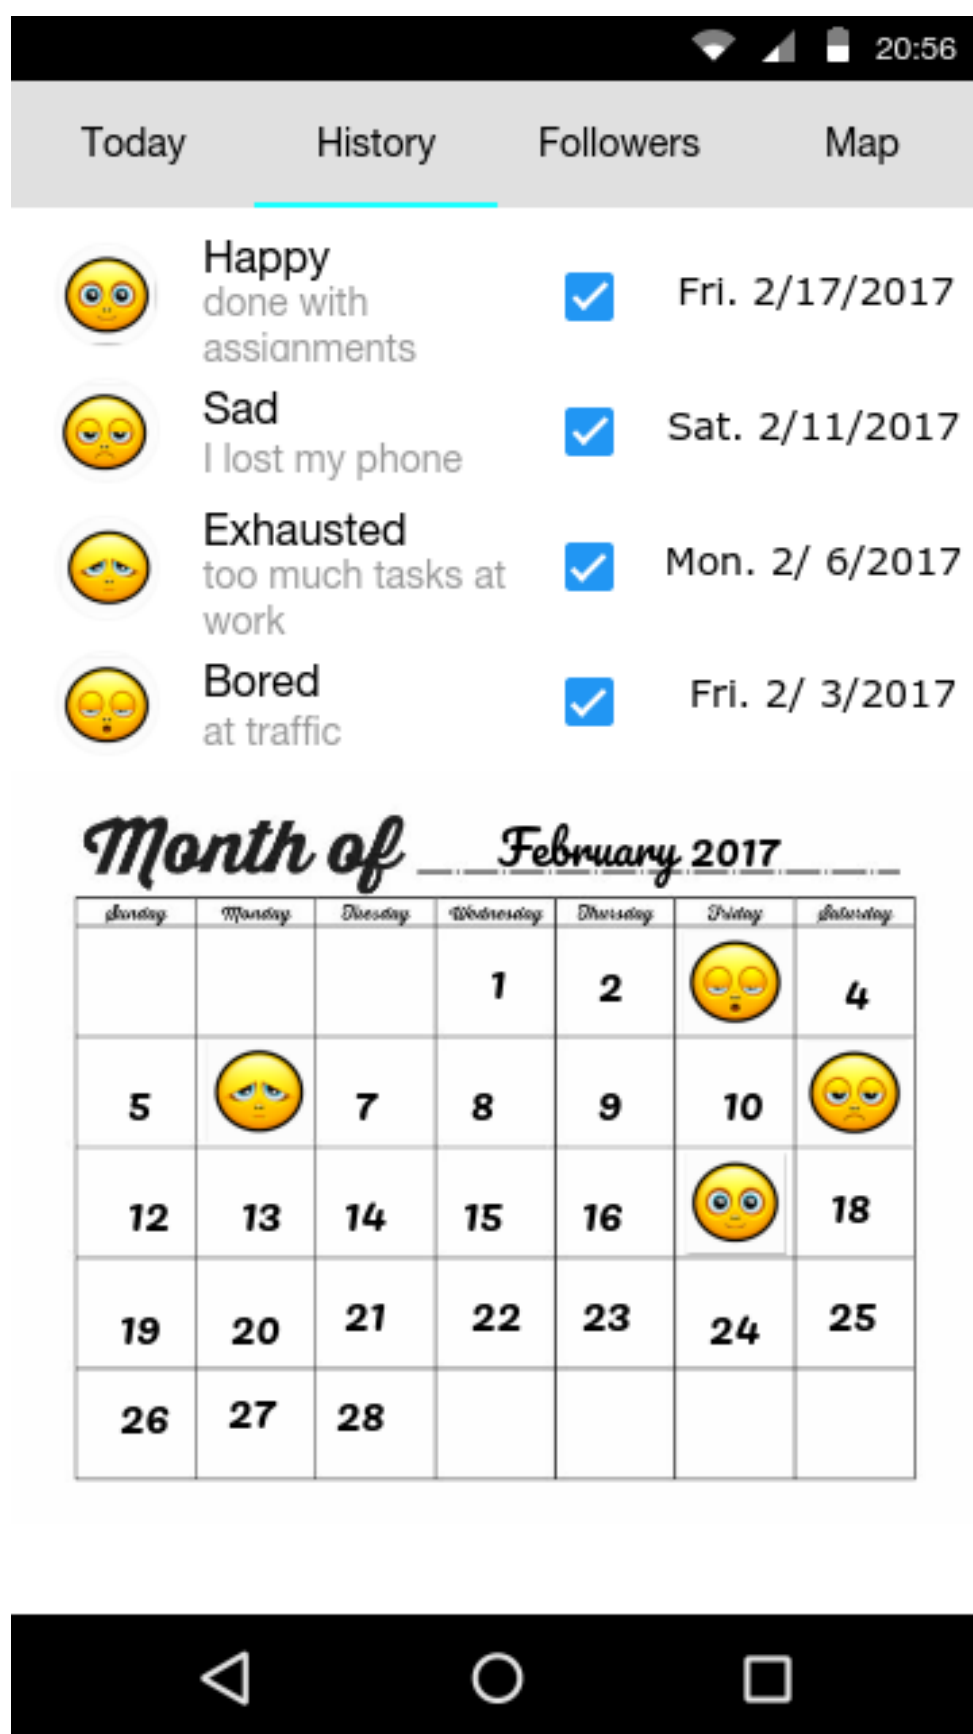 20:56
Today History Followers Map
Happy
done with
assignments
Fri. 2/17/2017
Sad
I lost my phone
Sat. 2/11/2017
Exhausted
too much tasks at
work
Mon. 2/ 6/2017
Bored
at traffic
Fri. 2/ 3/2017
Month of February 2017
Sunday Monday Tuesday Wednesday Thursday Friday Saturday
1 2 4
5 7 8 9 10
12 13 14 15 16 18
19 20 21 22 23 24 25
26 27 28